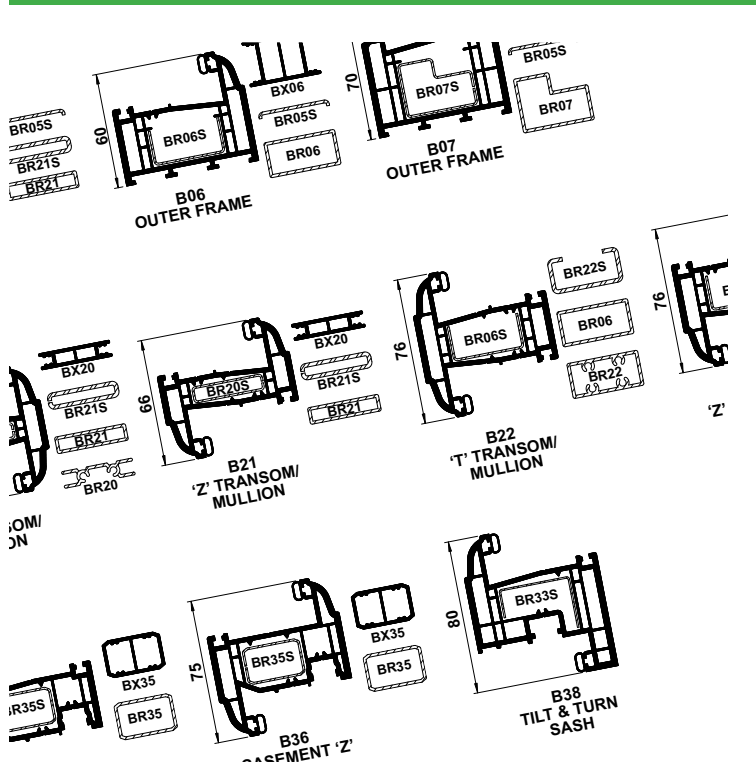 BR05S
BR21S
BR21
60
BR06S
B06
OUTER FRAME
BX06
BR05S
BR06
70
BR07S
B07
OUTER FRAME
BR05S
BR07
BX20
BR21S
BR21
BR20
66
BR20S
B21
‘Z’ TRANSOM/
MULLION
BX20
BR21S
BR21
76
BR06S
B22
‘T’ TRANSOM/
MULLION
BR22S
BR06
BR22
76
‘Z’
BR35S
BX35
BR35
75
BR35S
B36
CASEMENT ‘Z’
BX35
BR35
80
BR33S
B38
TILT & TURN
SASH